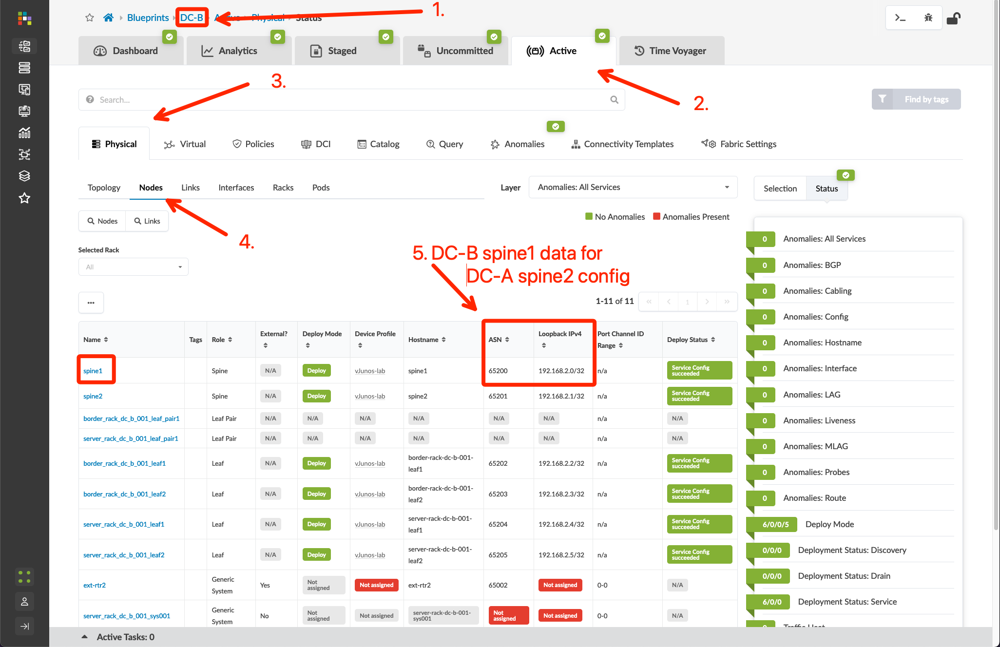 1.
Blueprints DC-B Active Physical Status
Dashboard Analytics Staged Uncommitted Active Time Voyager
3.
2.
Search...
Find by tags
Physical Virtual Policies DCI Catalog Query Anomalies Connectivity Templates Fabric Settings
Topology Nodes Links Interfaces Racks Pods
Layer Anomalies: All Services
Selection Status
Nodes Links
No Anomalies Anomalies Present
4.
5. DC-B spine1 data for
DC-A spine2 config
Selected Rack
All
...
1-11 of 11 « < 1 > »
Name Tags Role External? Deploy Mode Device Profile Hostname ASN Loopback IPv4 Port Channel ID Range Deploy Status
spine1 Spine N/A Deploy vJunos-lab spine1 65200 192.168.2.0/32 n/a Service Config succeeded
spine2 Spine N/A Deploy vJunos-lab spine2 65201 192.168.2.1/32 n/a Service Config succeeded
border_rack_dc_b_001_leaf_pair1 Leaf Pair N/A N/A N/A N/A N/A N/A n/a N/A
server_rack_dc_b_001_leaf_pair1 Leaf Pair N/A N/A N/A N/A N/A N/A n/a N/A
border_rack_dc_b_001_leaf1 Leaf N/A Deploy vJunos-lab border-rack-dc-b-001-leaf1 65202 192.168.2.2/32 n/a Service Config succeeded
border_rack_dc_b_001_leaf2 Leaf N/A Deploy vJunos-lab border-rack-dc-b-001-leaf2 65203 192.168.2.3/32 n/a Service Config succeeded
server_rack_dc_b_001_leaf1 Leaf N/A Deploy vJunos-lab server-rack-dc-b-001-leaf1 65204 192.168.2.4/32 n/a Service Config succeeded
server_rack_dc_b_001_leaf2 Leaf N/A Deploy vJunos-lab server-rack-dc-b-001-leaf2 65205 192.168.2.5/32 n/a Service Config succeeded
ext-rtr2 Generic System Yes Not assigned Not assigned ext-rtr2 65002 Not assigned 0-0 N/A
server_rack_dc_b_001_sys001 Generic System No Not assigned Not assigned server-rack-dc-b-001-sys001 Not assigned Not assigned 0-0 N/A
0 Anomalies: All Services
0 Anomalies: BGP
0 Anomalies: Cabling
0 Anomalies: Config
0 Anomalies: Hostname
0 Anomalies: Interface
0 Anomalies: LAG
0 Anomalies: Liveness
0 Anomalies: MLAG
0 Anomalies: Probes
0 Anomalies: Route
6/0/0/5 Deploy Mode
0/0/0 Deployment Status: Discovery
0/0/0 Deployment Status: Drain
6/0/0 Deployment Status: Service
Active Tasks: 0